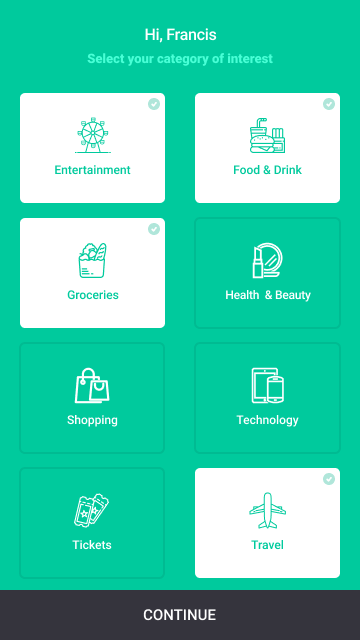 Hi, Francis
Select your category of interest
Entertainment
Food & Drink
Groceries
Health & Beauty
Shopping
Technology
Tickets
Travel
CONTINUE